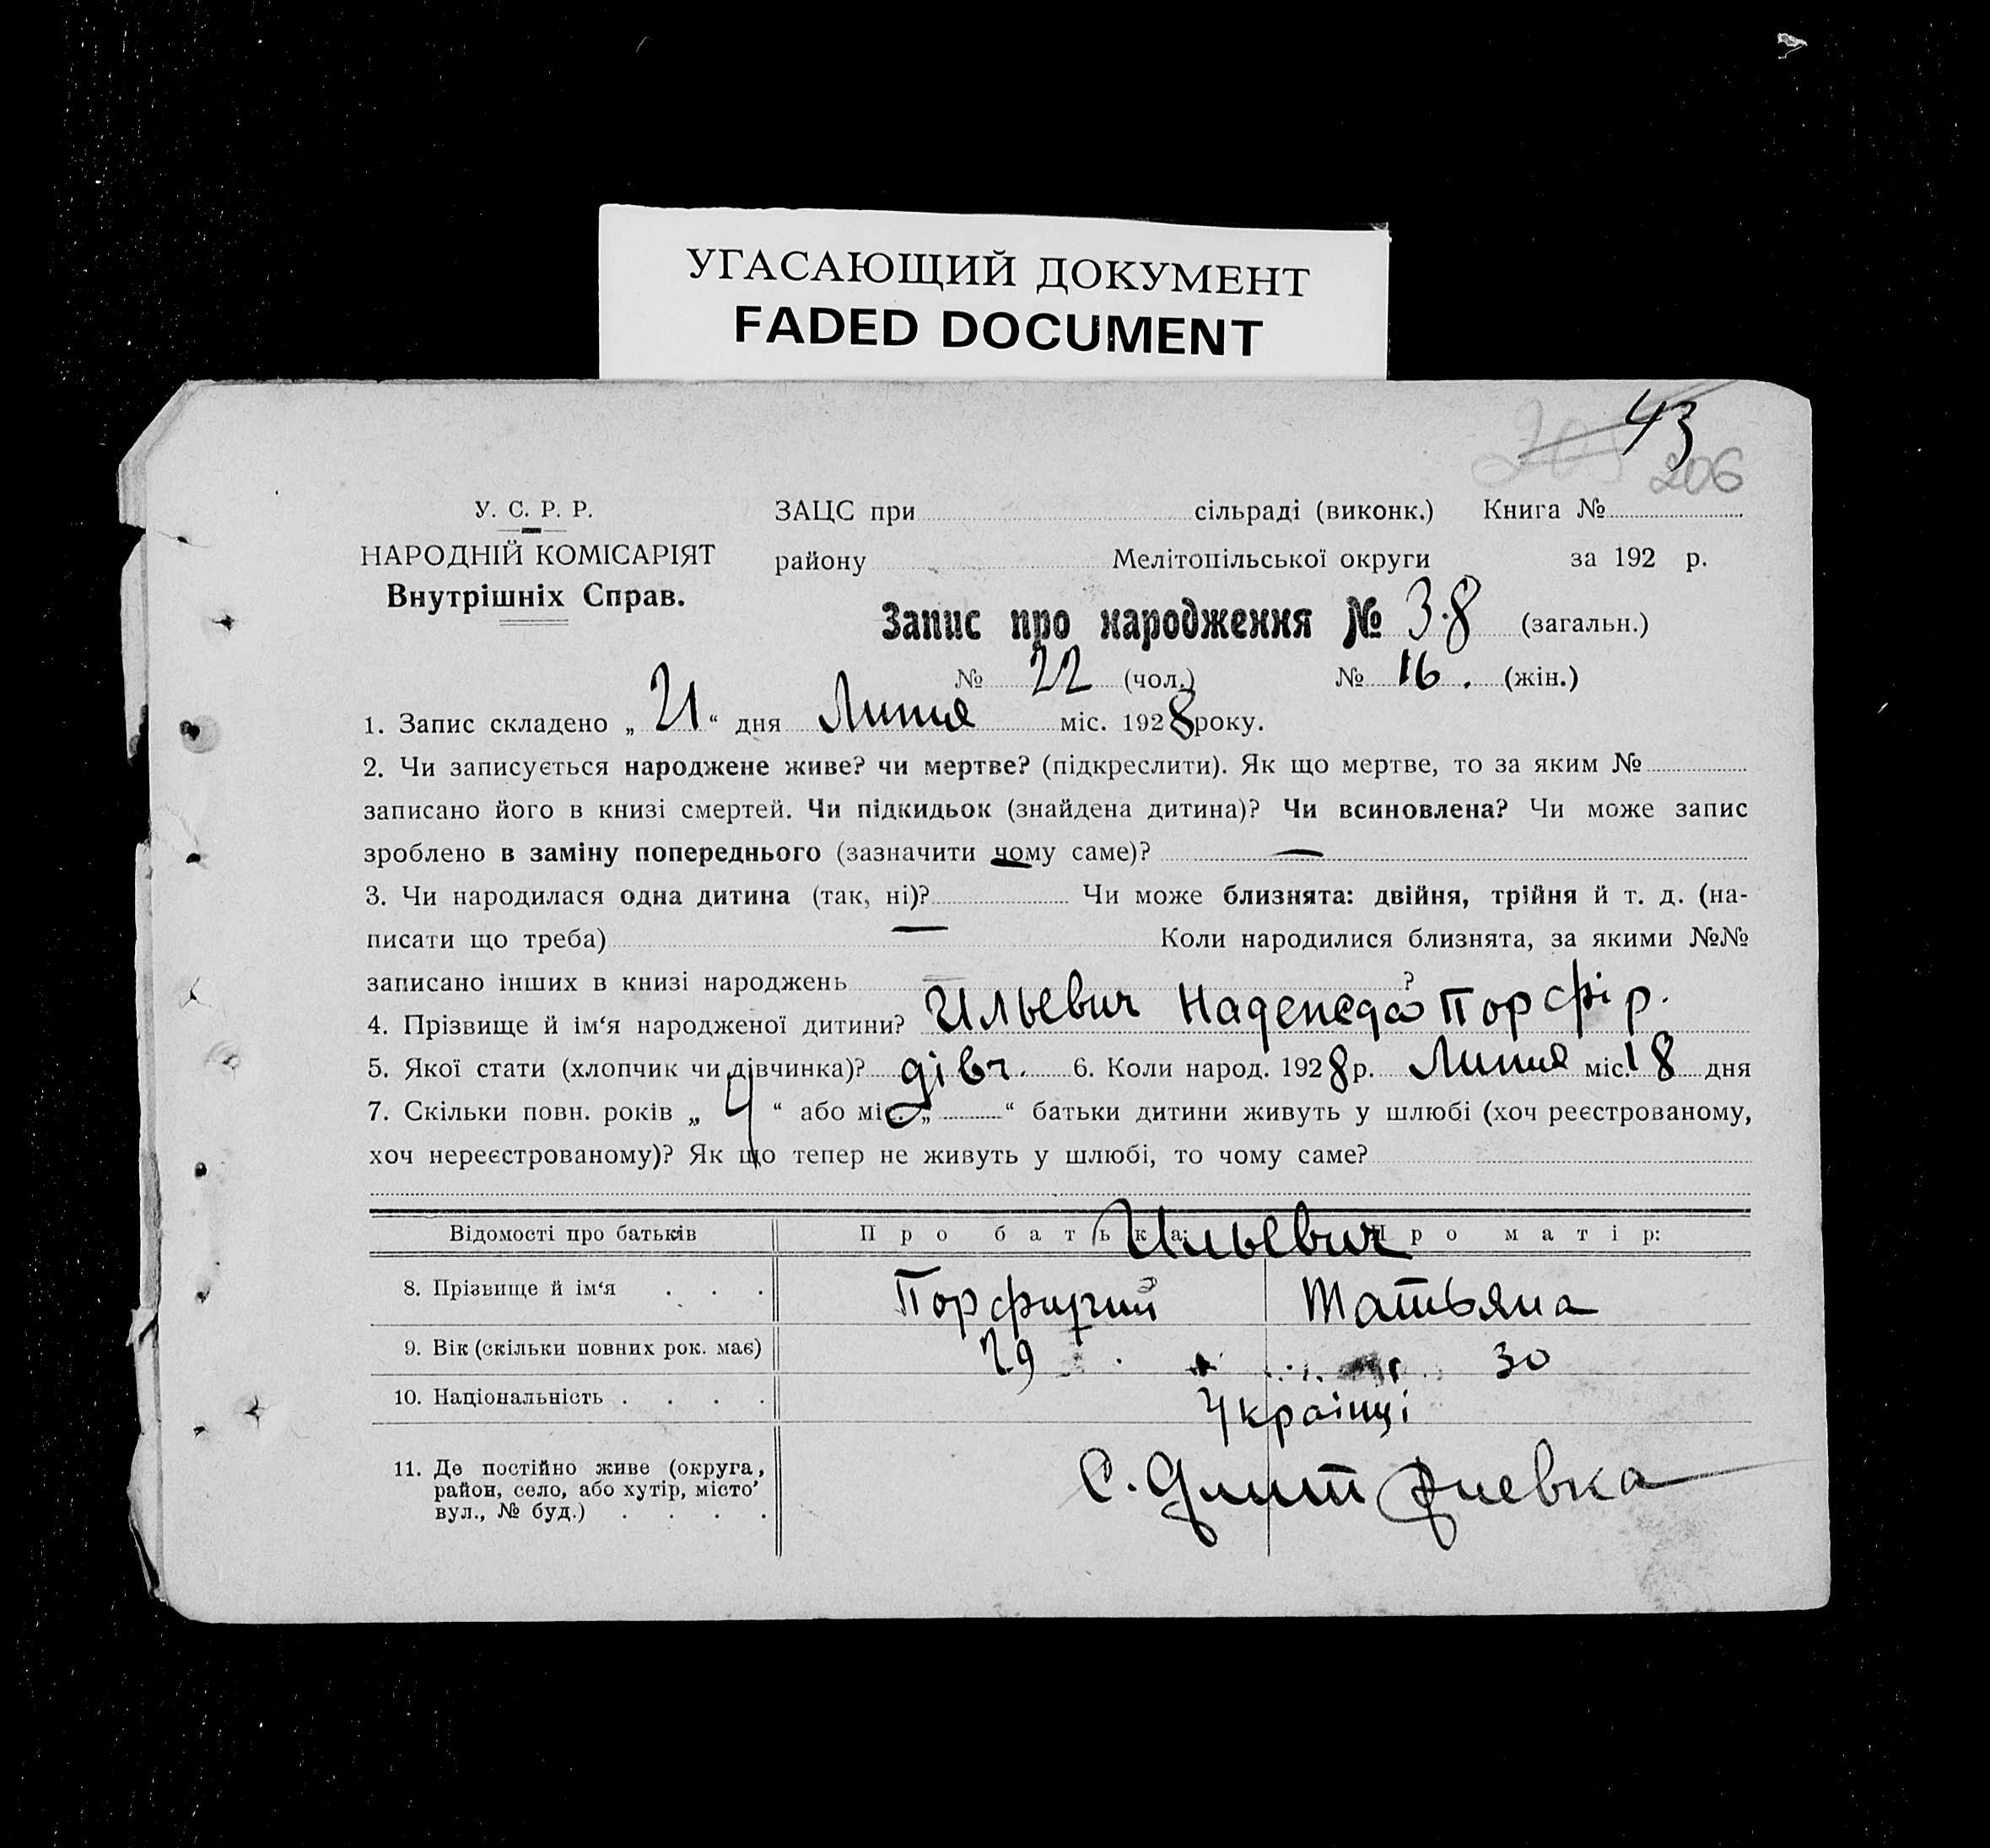 УГАСАЮЩИЙ ДОКУМЕНТ
FADED DOCUMENT
43
206
У. С. Р. Р.
НАРОДНІЙ КОМІСАРІЯТ
Внутрішніх Справ.
ЗАЦС при сільраді (виконк.) Книга №
району Мелітопільської округи за 192 р.
Запис про народження № 38 (загальн.)
№ 22 (чол.) № 16. (жін.)
1. Запис складено „ 21 “ дня Липня міс. 1928 року.
2. Чи записується народжене живе? чи мертве? (підкреслити). Як що мертве, то за яким №
записано його в книзі смертей. Чи підкидьок (знайдена дитина)? Чи всиновлена? Чи може запис
зроблено в заміну попереднього (зазначити чому саме)? —
3. Чи народилася одна дитина (так, ні)? Чи може близнята: двійня, трійня й т. д. (на-
писати що треба) — Коли народилися близнята, за якими №№
записано інших в книзі народжень ?
4. Прізвище й ім‘я народженої дитини? Ильевич Надежда Порфір.
5. Якої стати (хлопчик чи дівчинка)? дівч. 6. Коли народ. 1928 р. Липня міс. 18 дня
7. Скільки повн. років „ 4 “ або міс. „ “ батьки дитини живуть у шлюбі (хоч реєстрованому,
хоч нереєстрованому)? Як що тепер не живуть у шлюбі, то чому саме?
Відомості про батьків Про батька: Про матір:
Ильевич
8. Прізвище й ім‘я . . . Порфирий Татьяна
9. Вік (скільки повних рок. має) 29 30
10. Національність . . . . Українці
11. Де постійно живе (округа,
район, село, або хутір, місто
вул., № буд.) . . . .
С. Дмитриевка